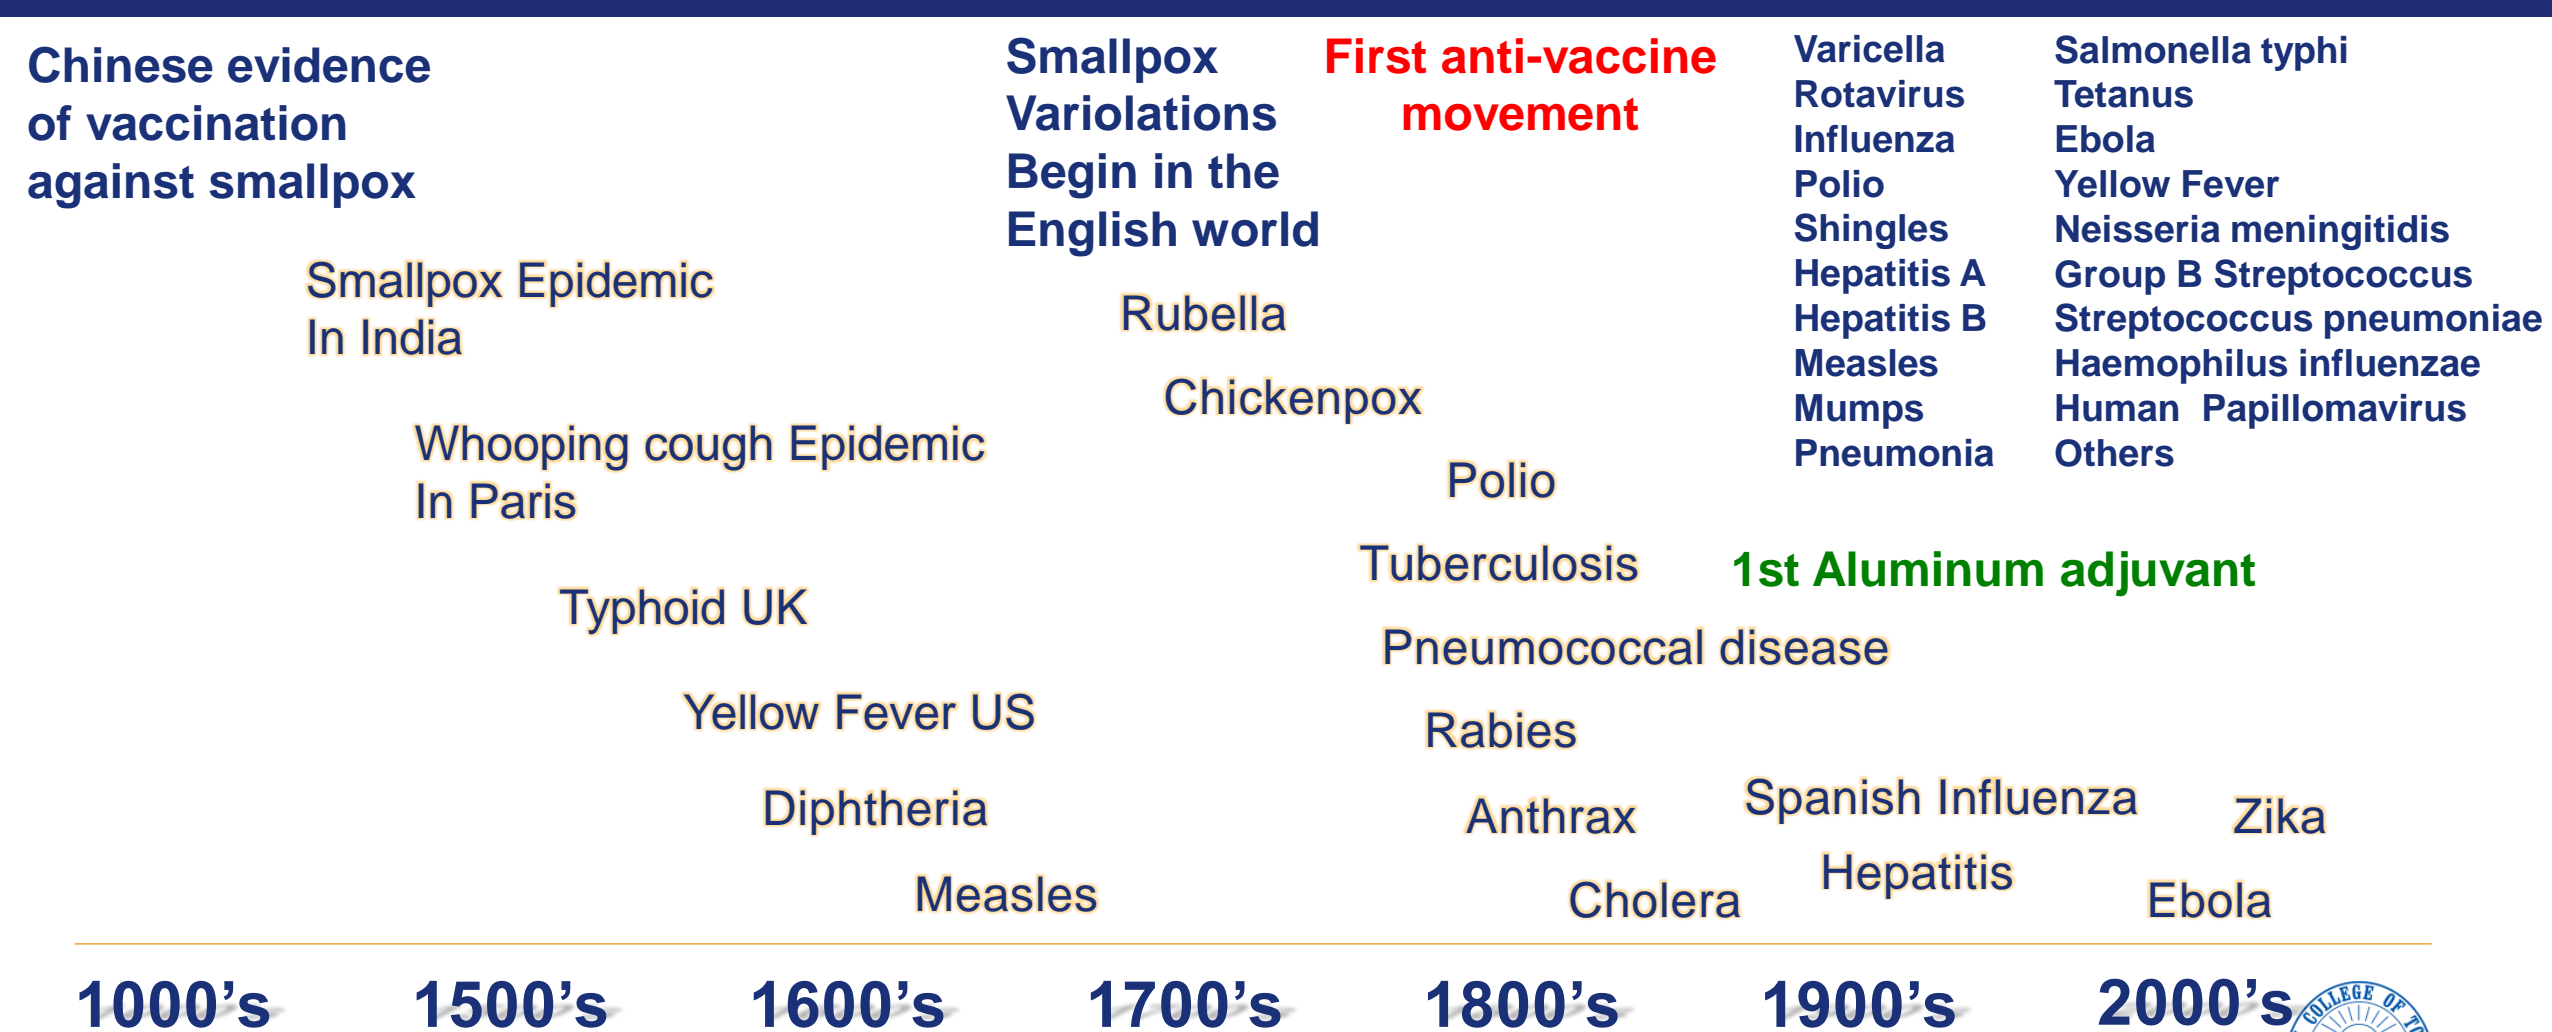 Chinese evidence
of vaccination
against smallpox
Smallpox
Variolations
Begin in the
English world
First anti-vaccine
movement
Varicella
Rotavirus
Influenza
Polio
Shingles
Hepatitis A
Hepatitis B
Measles
Mumps
Pneumonia
Salmonella typhi
Tetanus
Ebola
Yellow Fever
Neisseria meningitidis
Group B Streptococcus
Streptococcus pneumoniae
Haemophilus influenzae
Human Papillomavirus
Others
Smallpox Epidemic
In India
Whooping cough Epidemic
In Paris
Typhoid UK
Yellow Fever US
Diphtheria
Measles
Rubella
Chickenpox
Polio
Tuberculosis
1st Aluminum adjuvant
Pneumococcal disease
Rabies
Anthrax
Cholera
Spanish Influenza
Hepatitis
Zika
Ebola
1000's
1500's
1600's
1700's
1800's
1900's
2000's
COLLEGE OF